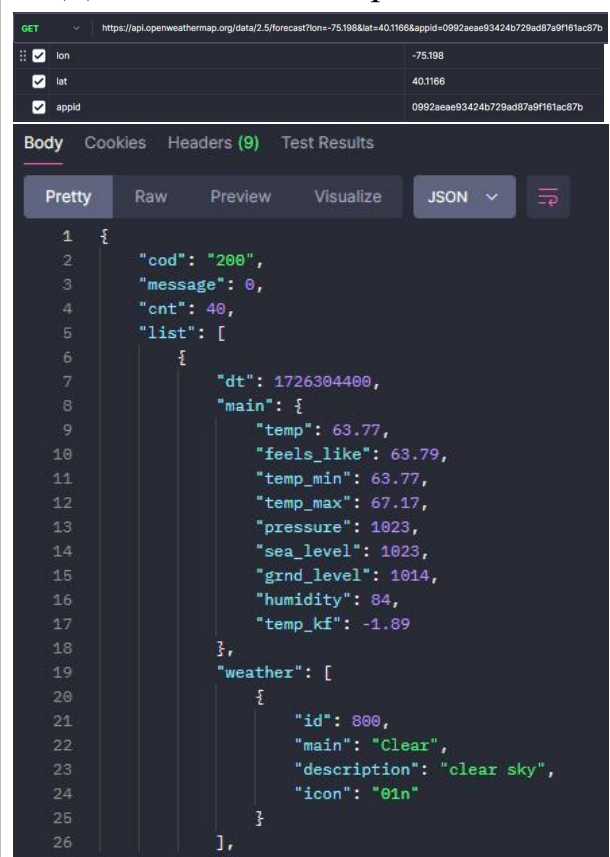 GET https://api.openweathermap.org/data/2.5/forecast?lon=-75.198&lat=40.1166&appid=0992aeae93424b729ad87a9f161ac87b
lon -75.198
lat 40.1166
appid 0992aeae93424b729ad87a9f161ac87b
Body Cookies Headers (9) Test Results
Pretty Raw Preview Visualize JSON
1 {
2 "cod": "200",
3 "message": 0,
4 "cnt": 40,
5 "list": [
6 {
7 "dt": 1726304400,
8 "main": {
9 "temp": 63.77,
10 "feels_like": 63.79,
11 "temp_min": 63.77,
12 "temp_max": 67.17,
13 "pressure": 1023,
14 "sea_level": 1023,
15 "grnd_level": 1014,
16 "humidity": 84,
17 "temp_kf": -1.89
18 },
19 "weather": [
20 {
21 "id": 800,
22 "main": "Clear",
23 "description": "clear sky",
24 "icon": "01n"
25 }
26 ],